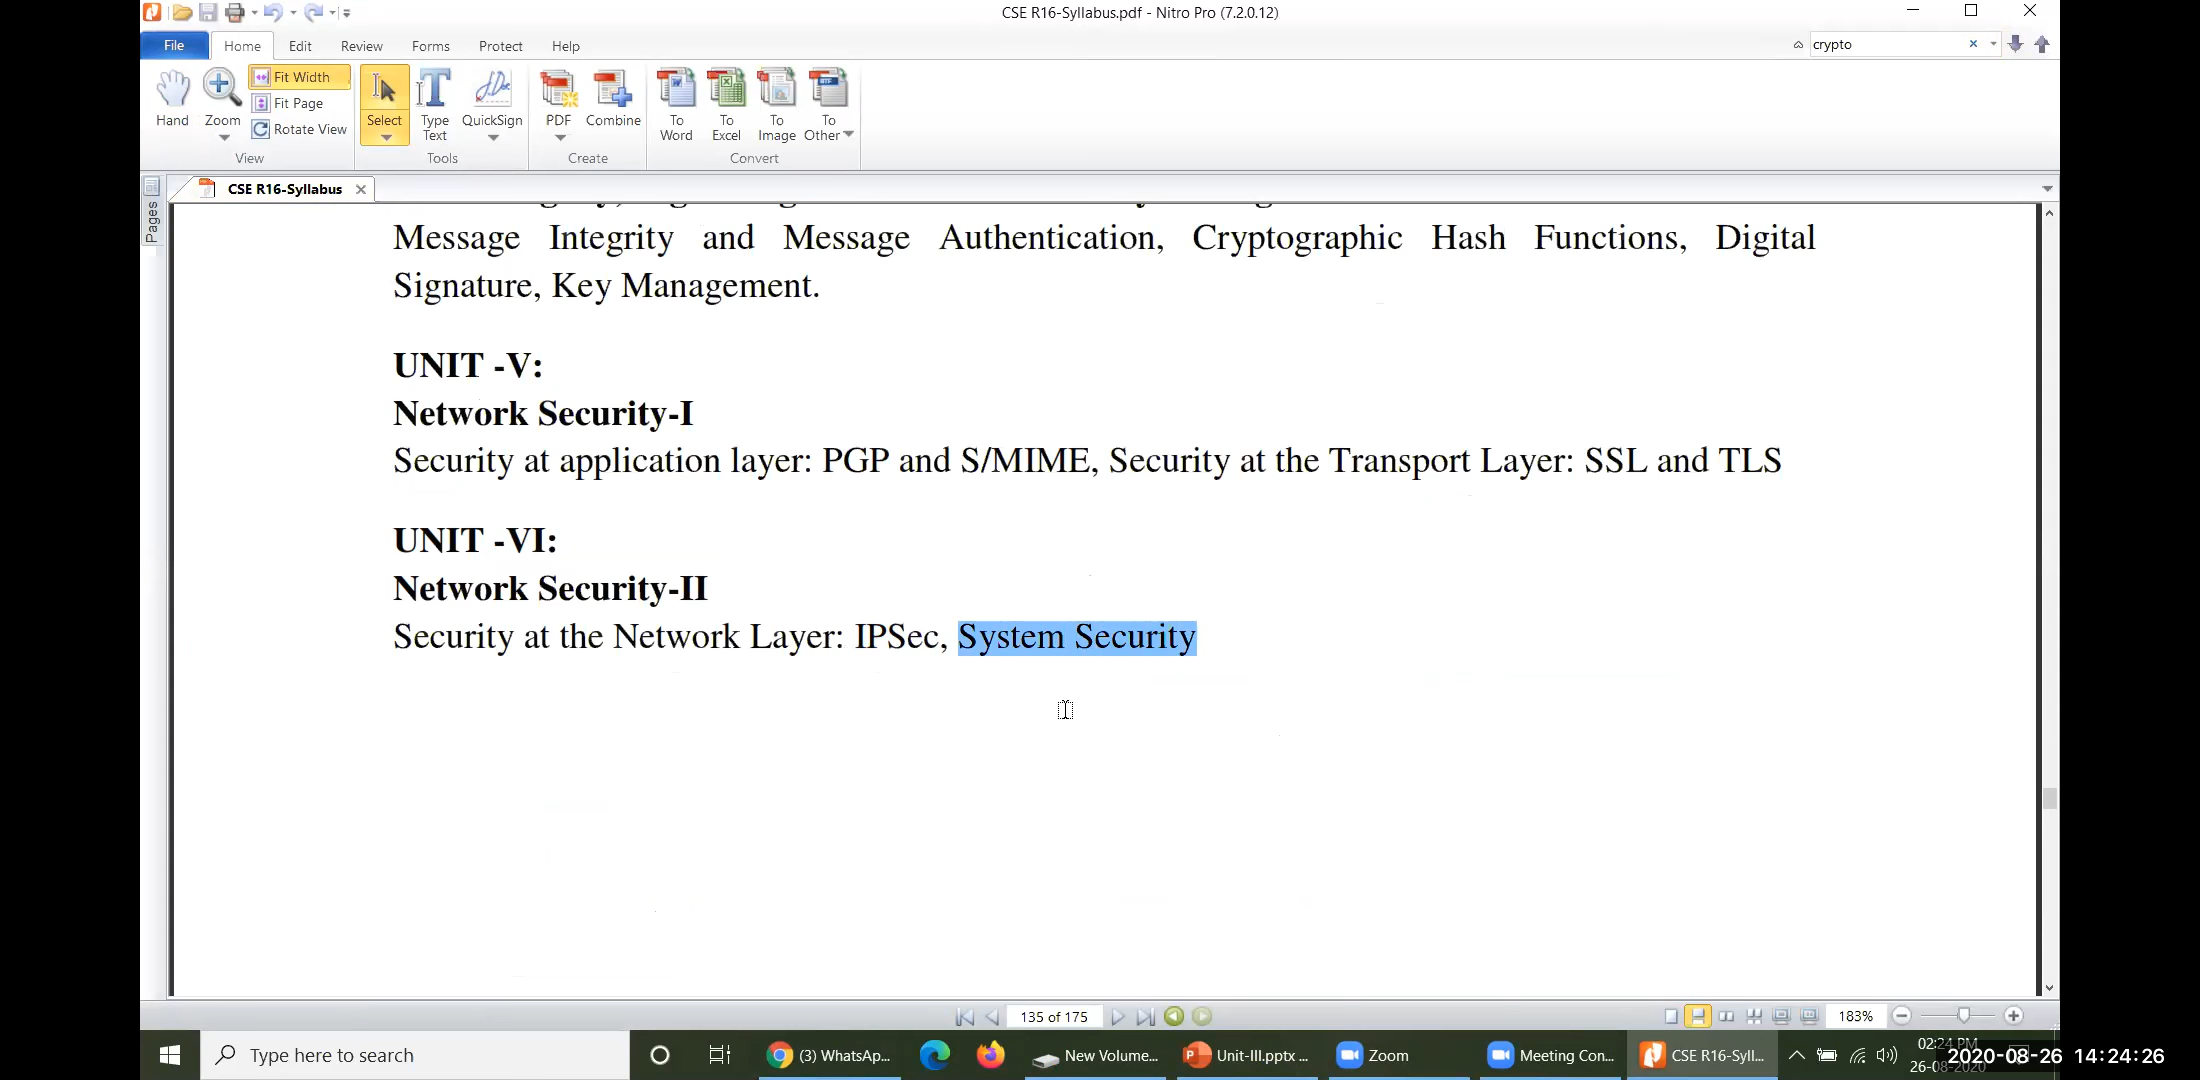 CSE R16-Syllabus.pdf - Nitro Pro (7.2.0.12)
File Home Edit Review Forms Protect Help
crypto
Hand
Zoom
Fit Width
Fit Page
Rotate View
View
Select
Type Text
QuickSign
Tools
PDF
Combine
Create
To Word
To Excel
To Image
To Other
Convert
CSE R16-Syllabus
Pages
Message Integrity and Message Authentication, Cryptographic Hash Functions, Digital
Signature, Key Management.
UNIT -V:
Network Security-I
Security at application layer: PGP and S/MIME, Security at the Transport Layer: SSL and TLS
UNIT -VI:
Network Security-II
Security at the Network Layer: IPSec, System Security
135 of 175
183%
Type here to search
(3) WhatsAp...
New Volume...
Unit-III.pptx ...
Zoom
Meeting Con...
CSE R16-Syll...
02:24 PM
26-08-2020
2020-08-26 14:24:26